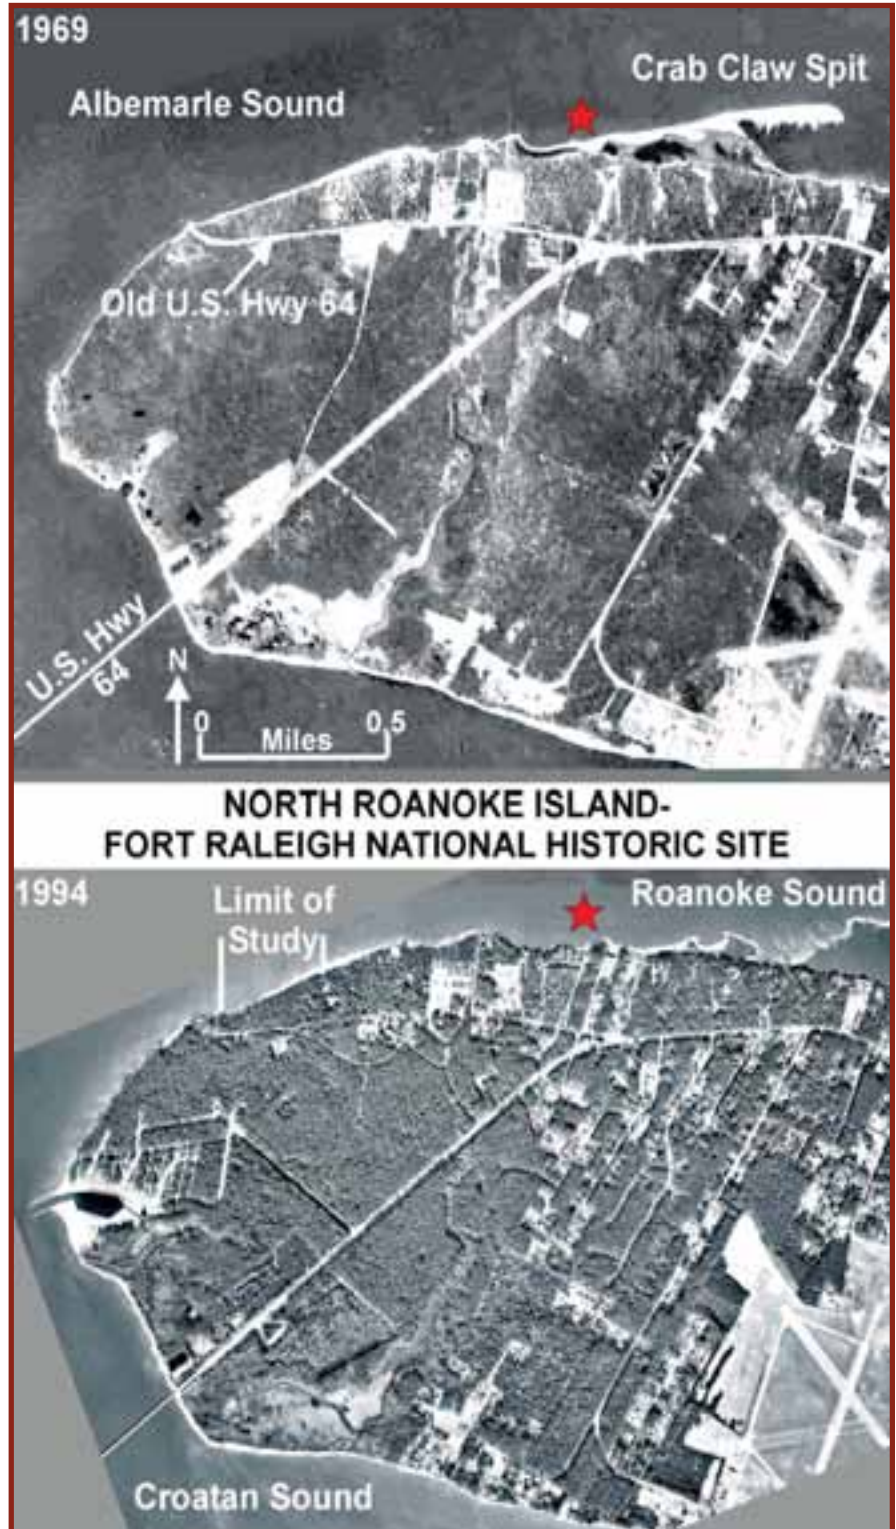 1969
Crab Claw Spit
Albemarle Sound
Old U.S. Hwy 64
U.S. Hwy
64
N
0 0.5
Miles
NORTH ROANOKE ISLAND-
FORT RALEIGH NATIONAL HISTORIC SITE
1994
Limit of
Study
Roanoke Sound
Croatan Sound